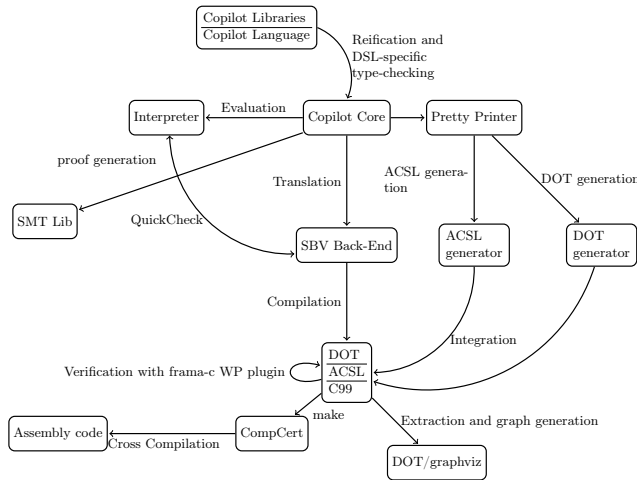 Copilot Libraries
Copilot Language
Reification and
DSL-specific
type-checking
Interpreter
Evaluation
Copilot Core
Pretty Printer
proof generation
Translation
ACSL genera-
tion
DOT generation
SMT Lib
QuickCheck
SBV Back-End
ACSL
generator
DOT
generator
Compilation
Integration
Verification with frama-c WP plugin
DOT
ACSL
C99
make
Extraction and graph generation
Assembly code
Cross Compilation
CompCert
DOT/graphviz